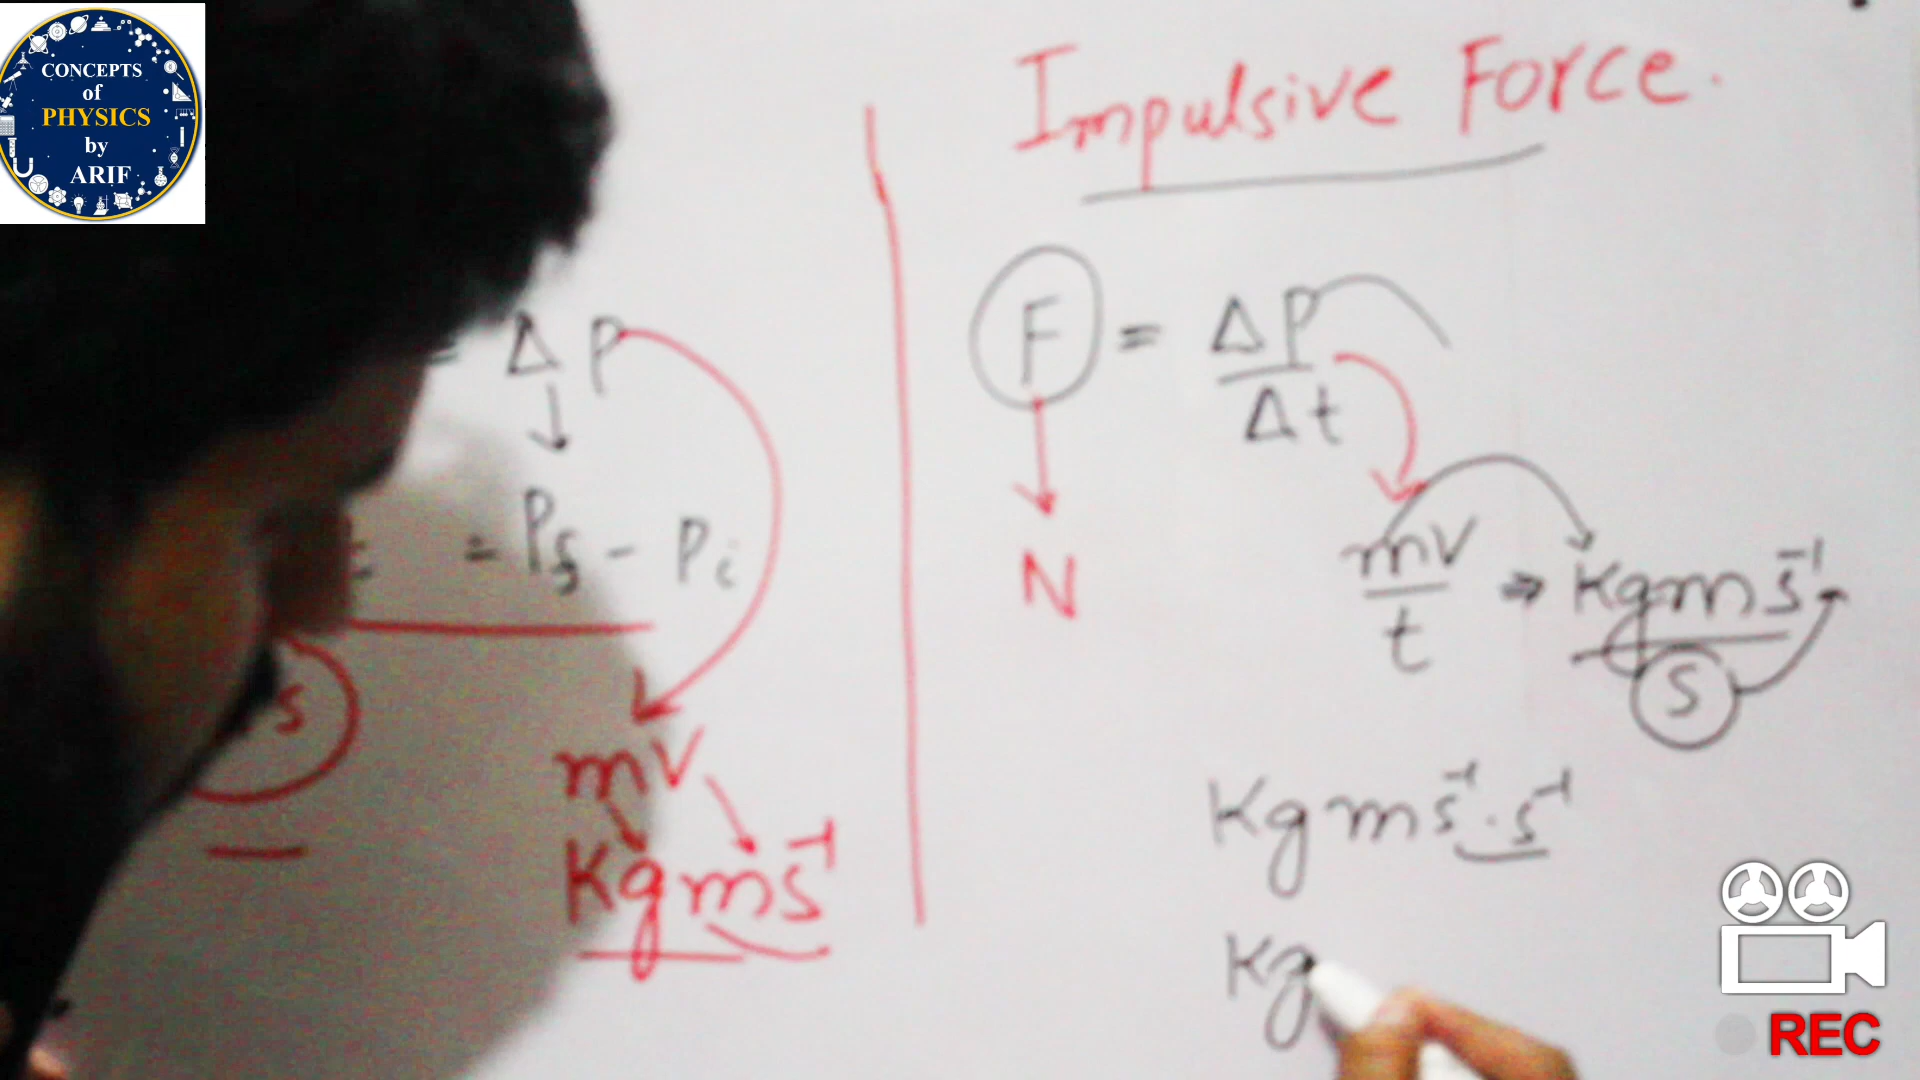 CONCEPTS
of
PHYSICS
by
ARIF
= ΔP
= Pf - Pi
s
mV
Kgms⁻¹
Impulsive Force.
F = ΔP
Δt
N
mV ⇒ Kgms⁻¹
t
s
Kgms⁻¹.s⁻¹
Kg
REC